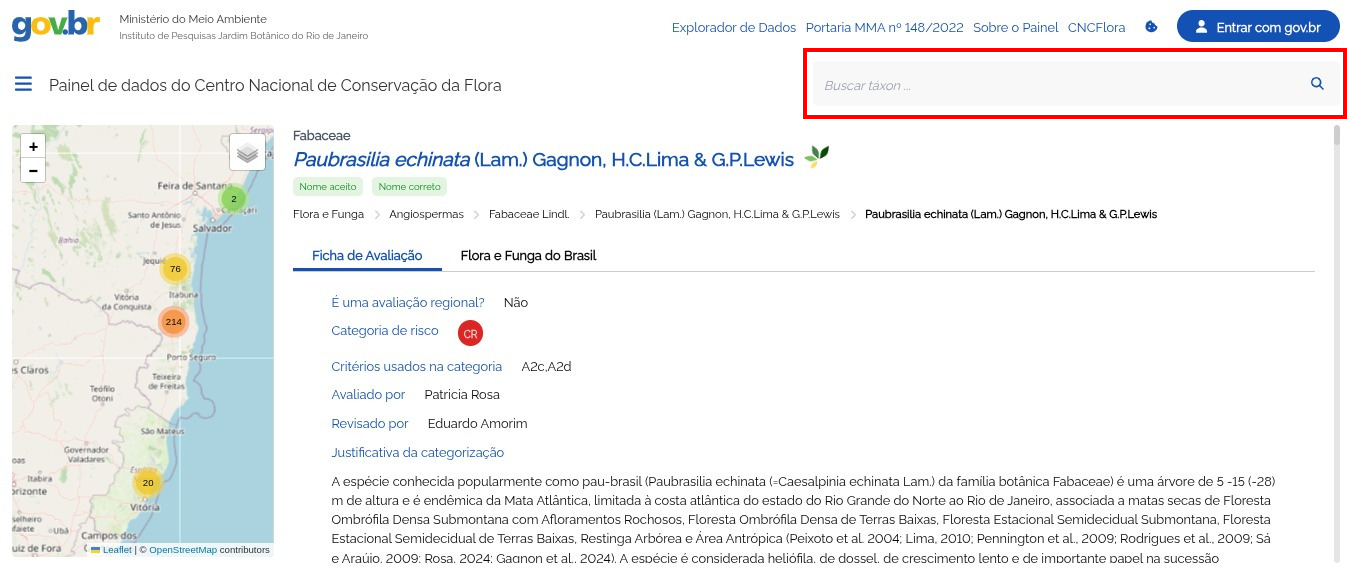 gov.br
Ministério do Meio Ambiente
Instituto de Pesquisas Jardim Botânico do Rio de Janeiro
Explorador de Dados Portaria MMA nº 148/2022 Sobre o Painel CNCFlora
Entrar com gov.br
Painel de dados do Centro Nacional de Conservação da Flora
Buscar táxon ...
Fabaceae
Paubrasilia echinata (Lam.) Gagnon, H.C.Lima & G.P.Lewis
Nome aceito Nome correto
Flora e Funga > Angiospermas > Fabaceae Lindl. > Paubrasilia (Lam.) Gagnon, H.C.Lima & G.P.Lewis > Paubrasilia echinata (Lam.) Gagnon, H.C.Lima & G.P.Lewis
Ficha de Avaliação Flora e Funga do Brasil
É uma avaliação regional? Não
Categoria de risco CR
Critérios usados na categoria A2c,A2d
Avaliado por Patricia Rosa
Revisado por Eduardo Amorim
Justificativa da categorização
A espécie conhecida popularmente como pau-brasil (Paubrasilia echinata (=Caesalpinia echinata Lam.) da família botânica Fabaceae) é uma árvore de 5 -15 (-28)
m de altura e é endêmica da Mata Atlântica, limitada à costa atlântica do estado do Rio Grande do Norte ao Rio de Janeiro, associada a matas secas de Floresta
Ombrófila Densa Submontana com Afloramentos Rochosos, Floresta Ombrófila Densa de Terras Baixas, Floresta Estacional Semidecidual Submontana, Floresta
Estacional Semidecidual de Terras Baixas, Restinga Arbórea e Área Antrópica (Peixoto et al. 2004; Lima, 2010; Pennington et al., 2009; Rodrigues et al., 2009; Sá
e Araújo, 2009; Rosa, 2024; Gagnon et al., 2024). A espécie é considerada heliófila, de dossel, de crescimento lento e de importante papel na sucessão
+
−
Feira de Santana
2
Santo Antônio
de Jesus
Salvador
Bahia
76
Itabuna
Vitória
da Conquista
214
Porto Seguro
es Claros
Teixeira
de Freitas
Teófilo
Otoni
São Mateus
Governador
Valadares
Itabira
20
Vitória
Ubá
Campos dos
uiz de Fora
Leaflet | © OpenStreetMap contributors